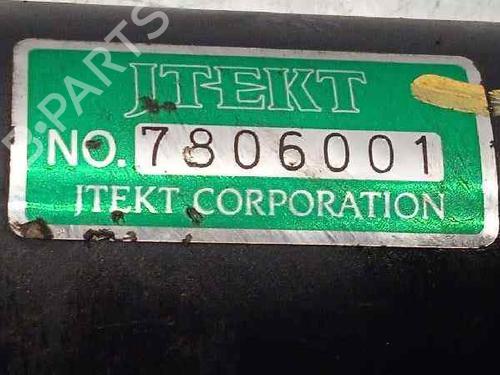 JTEKT
NO. 7806001
JTEKT CORPORATION
B-PARTS